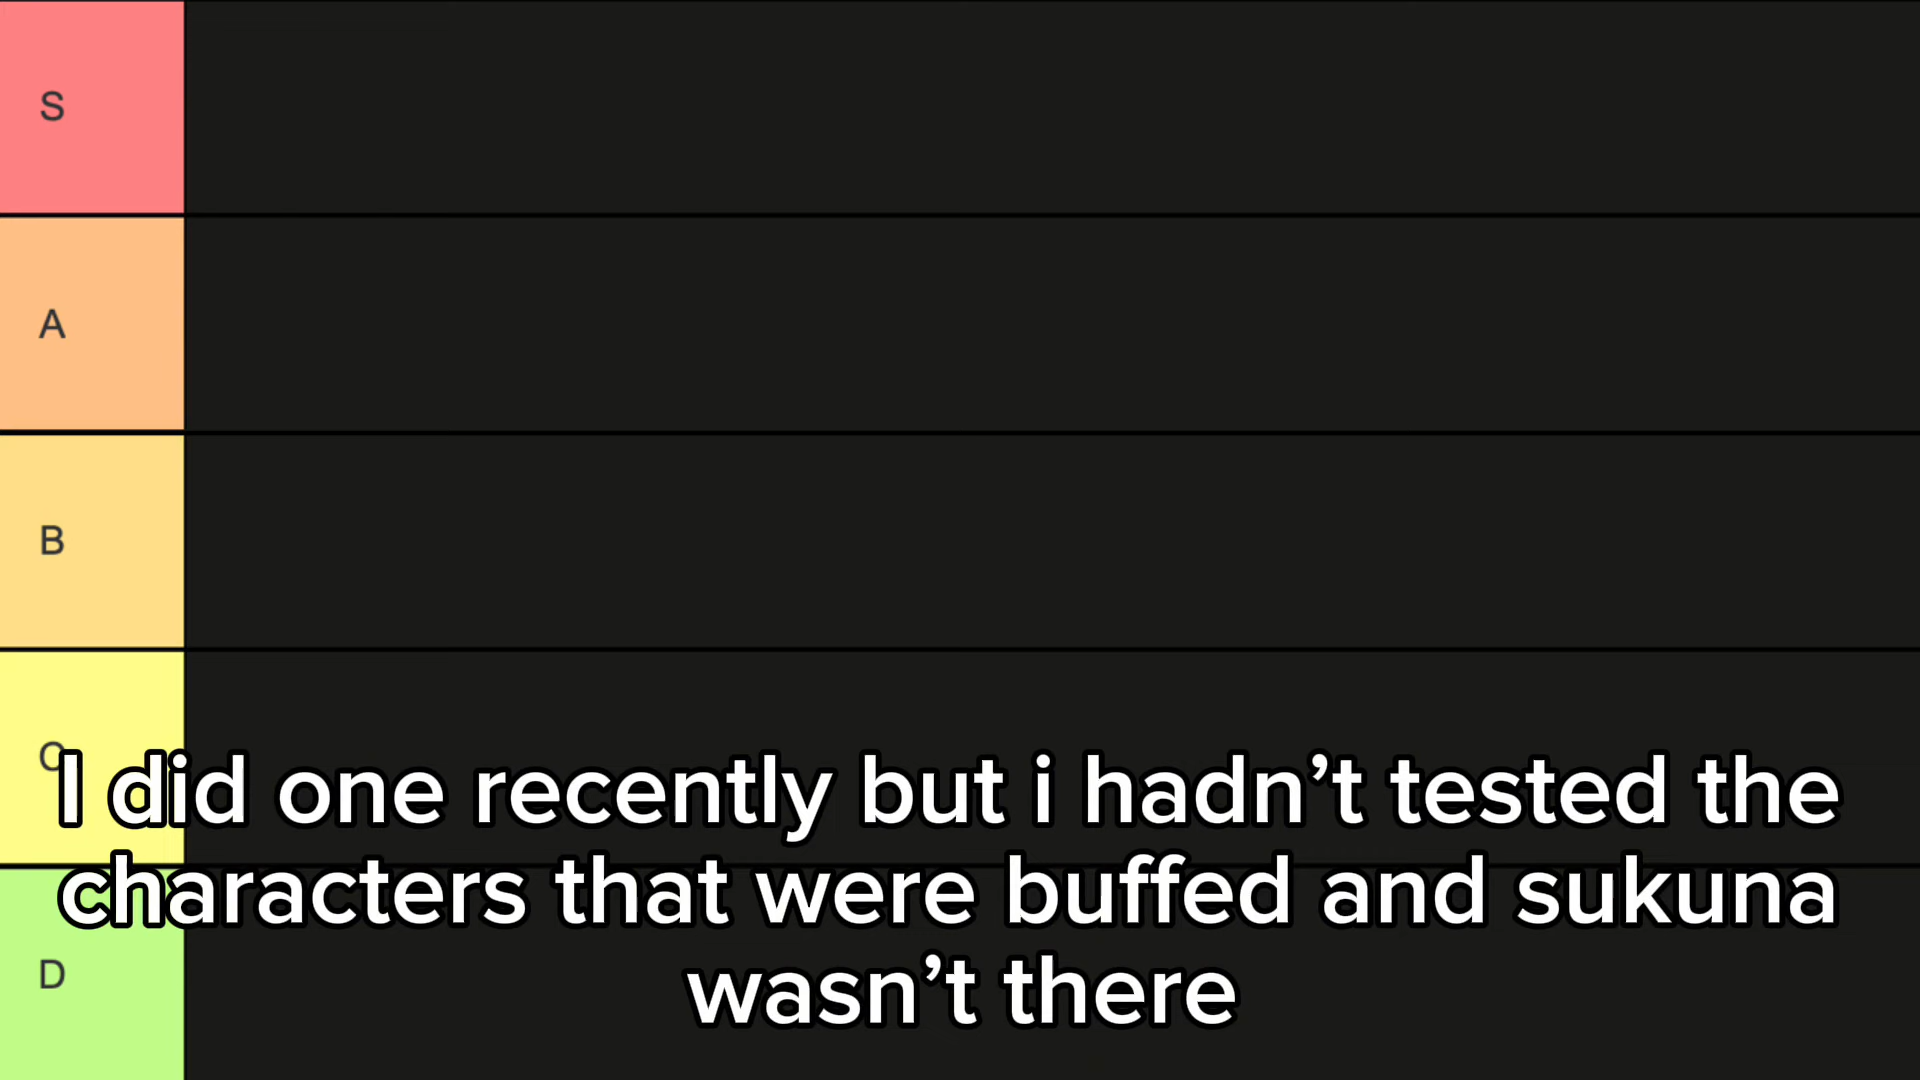 S
A
B
C
I did one recently but i hadn’t tested the
characters that were buffed and sukuna
wasn’t there
D